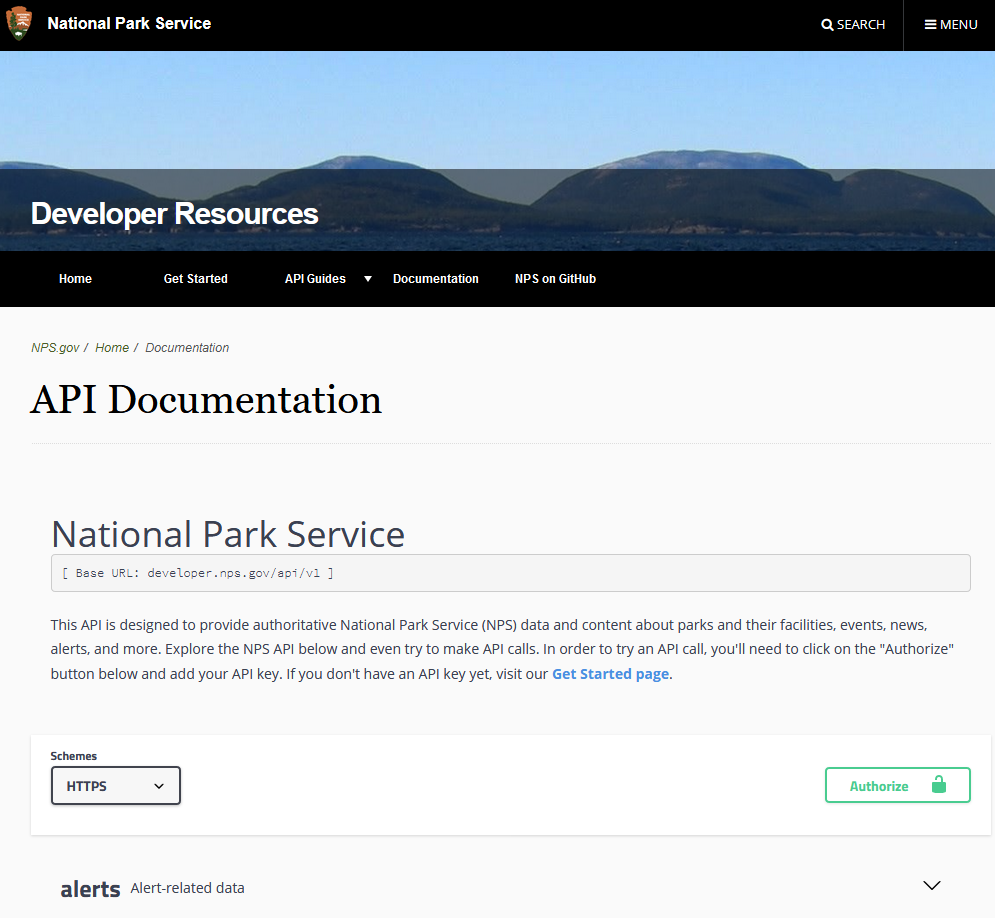 National Park Service
SEARCH
MENU
Developer Resources
Home
Get Started
API Guides
Documentation
NPS on GitHub
NPS.gov / Home / Documentation
API Documentation
National Park Service
[ Base URL: developer.nps.gov/api/v1 ]
This API is designed to provide authoritative National Park Service (NPS) data and content about parks and their facilities, events, news,
alerts, and more. Explore the NPS API below and even try to make API calls. In order to try an API call, you'll need to click on the "Authorize"
button below and add your API key. If you don't have an API key yet, visit our Get Started page.
Schemes
HTTPS
Authorize
alerts Alert-related data